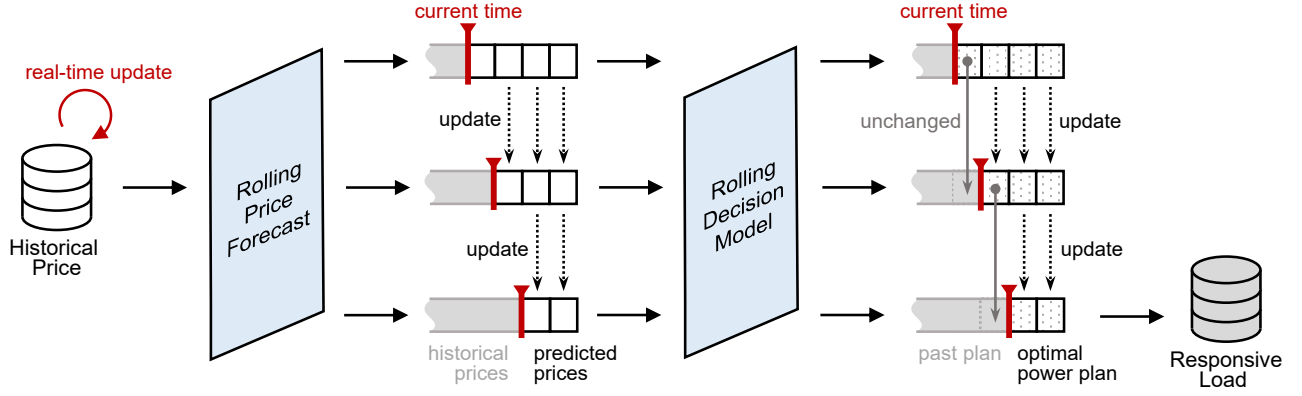 current time
current time
real-time update
update
unchanged
update
Rolling
Price
Forecast
Rolling
Decision
Model
Historical
Price
update
update
historical
prices
predicted
prices
past plan
optimal
power plan
Responsive
Load